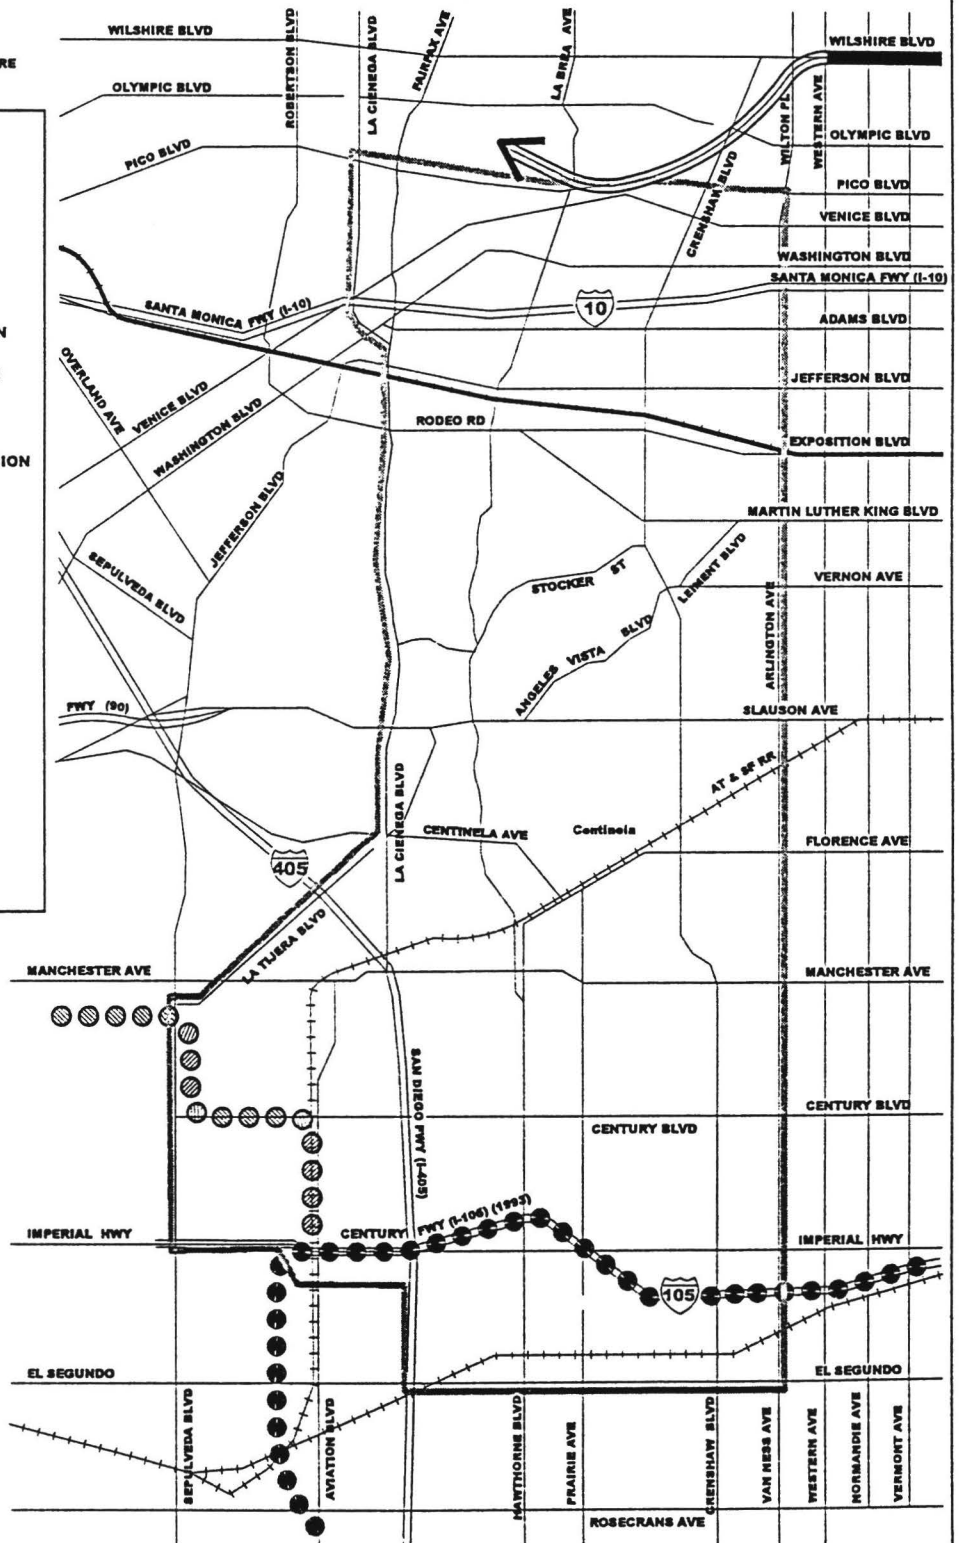 WILSHIRE BLVD
ROBERTSON BLVD
LA CIENEGA BLVD
FAIRFAX AVE
LA BREA AVE
WILSHIRE BLVD
RE
OLYMPIC BLVD
WILTON PL
WESTERN AVE
OLYMPIC BLVD
PICO BLVD
CRENSHAW BLVD
PICO BLVD
VENICE BLVD
WASHINGTON BLVD
SANTA MONICA FWY (I-10)
SANTA MONICA FWY (I-10)
10
ADAMS BLVD
N
OVERLAND AVE
JEFFERSON BLVD
VENICE BLVD
WASHINGTON BLVD
RODEO RD
EXPOSITION BLVD
ION
JEFFERSON BLVD
MARTIN LUTHER KING BLVD
SEPULVEDA BLVD
STOCKER ST
LEIMENT BLVD
VERNON AVE
ANGELES VISTA BLVD
ARLINGTON AVE
FWY (90)
SLAUSON AVE
LA CIENEGA BLVD
AT & SF RR
CENTINELA AVE
Centinela
FLORENCE AVE
405
LA TIJERA BLVD
MANCHESTER AVE
MANCHESTER AVE
SAN DIEGO FWY (I-405)
CENTURY BLVD
CENTURY BLVD
IMPERIAL HWY
CENTURY FWY (I-105) (1993)
IMPERIAL HWY
105
EL SEGUNDO
EL SEGUNDO
SEPULVEDA BLVD
AVIATION BLVD
HAWTHORNE BLVD
PRAIRIE AVE
CRENSHAW BLVD
VAN NESS AVE
WESTERN AVE
NORMANDIE AVE
VERMONT AVE
ROSECRANS AVE